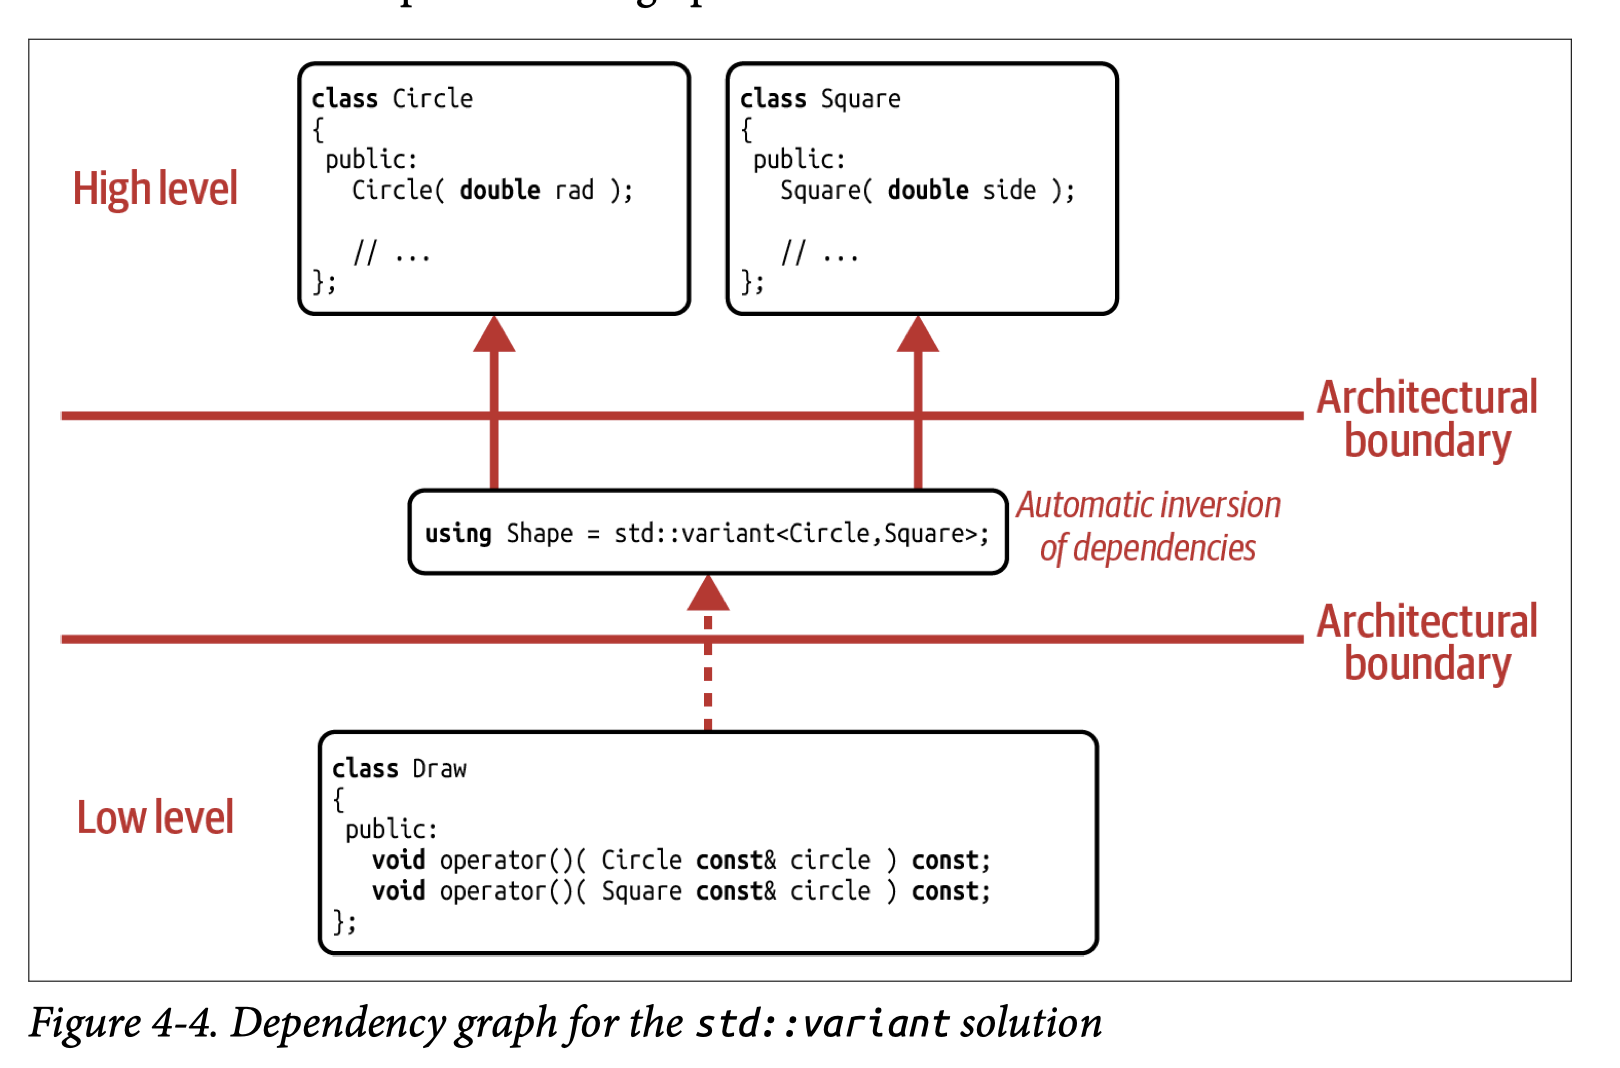 class Circle
{
public:
Circle( double rad );
// ...
};
class Square
{
public:
Square( double side );
// ...
};
High level
Architectural
boundary
using Shape = std::variant<Circle,Square>;
Automatic inversion
of dependencies
Architectural
boundary
class Draw
{
public:
void operator()( Circle const& circle ) const;
void operator()( Square const& circle ) const;
};
Low level
Figure 4-4. Dependency graph for the std::variant solution